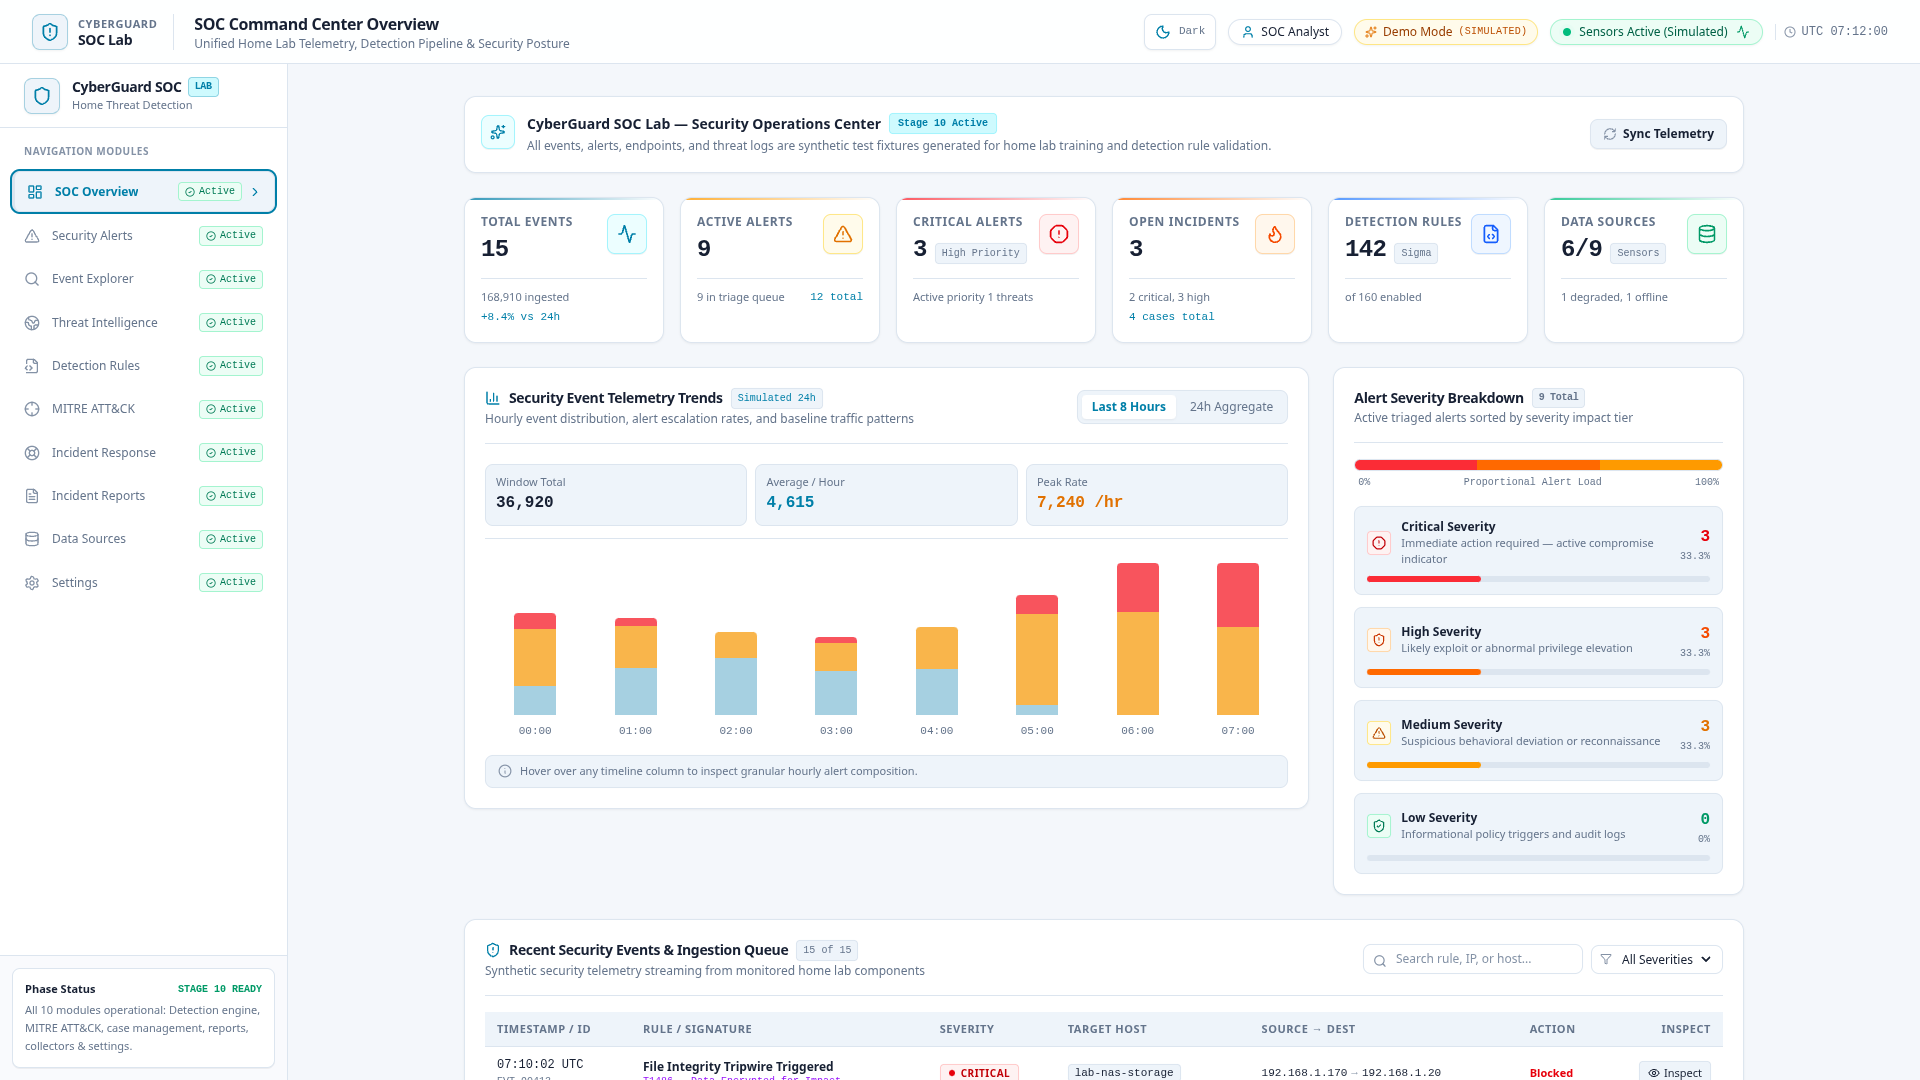 CYBERGUARD
SOC Lab
SOC Command Center Overview
Unified Home Lab Telemetry, Detection Pipeline & Security Posture
Dark
SOC Analyst
Demo Mode (SIMULATED)
Sensors Active (Simulated)
UTC 07:12:00
CyberGuard SOC LAB
Home Threat Detection
NAVIGATION MODULES
SOC Overview Active
Security Alerts Active
Event Explorer Active
Threat Intelligence Active
Detection Rules Active
MITRE ATT&CK Active
Incident Response Active
Incident Reports Active
Data Sources Active
Settings Active
Phase Status STAGE 10 READY
All 10 modules operational: Detection engine,
MITRE ATT&CK, case management, reports,
collectors & settings.
CyberGuard SOC Lab — Security Operations Center Stage 10 Active
All events, alerts, endpoints, and threat logs are synthetic test fixtures generated for home lab training and detection rule validation.
Sync Telemetry
TOTAL EVENTS
15
168,910 ingested
+8.4% vs 24h
ACTIVE ALERTS
9
9 in triage queue 12 total
CRITICAL ALERTS
3 High Priority
Active priority 1 threats
OPEN INCIDENTS
3
2 critical, 3 high
4 cases total
DETECTION RULES
142 Sigma
of 160 enabled
DATA SOURCES
6/9 Sensors
1 degraded, 1 offline
Security Event Telemetry Trends Simulated 24h
Hourly event distribution, alert escalation rates, and baseline traffic patterns
Last 8 Hours 24h Aggregate
Window Total
36,920
Average / Hour
4,615
Peak Rate
7,240 /hr
00:00 01:00 02:00 03:00 04:00 05:00 06:00 07:00
Hover over any timeline column to inspect granular hourly alert composition.
Alert Severity Breakdown 9 Total
Active triaged alerts sorted by severity impact tier
0% Proportional Alert Load 100%
Critical Severity 3
Immediate action required — active compromise
indicator
33.3%
High Severity 3
Likely exploit or abnormal privilege elevation 33.3%
Medium Severity 3
Suspicious behavioral deviation or reconnaissance 33.3%
Low Severity 0
Informational policy triggers and audit logs 0%
Recent Security Events & Ingestion Queue 15 of 15
Synthetic security telemetry streaming from monitored home lab components
Search rule, IP, or host...
All Severities
TIMESTAMP / ID RULE / SIGNATURE SEVERITY TARGET HOST SOURCE → DEST ACTION INSPECT
07:10:02 UTC File Integrity Tripwire Triggered CRITICAL lab-nas-storage 192.168.1.170 → 192.168.1.20 Blocked Inspect